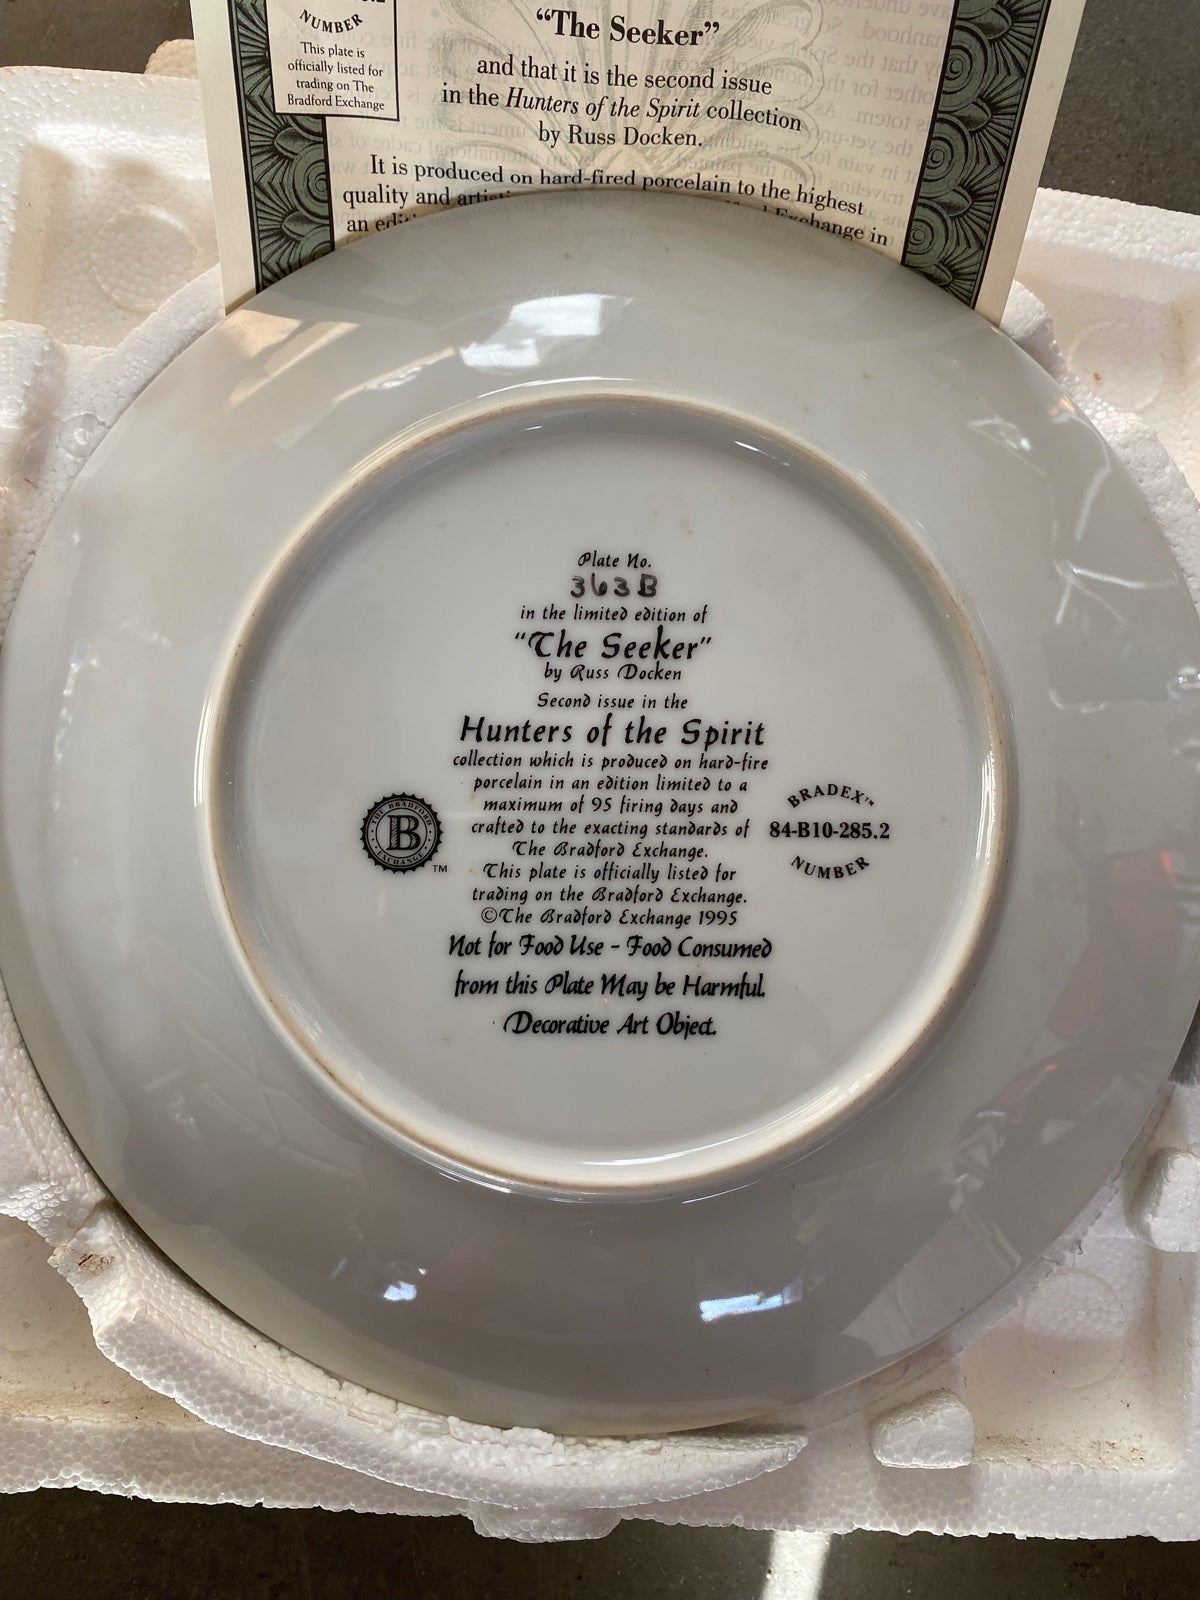 NUMBER
This plate is
officially listed for
trading on The
Bradford Exchange
“The Seeker”
and that it is the second issue
in the Hunters of the Spirit collection
by Russ Docken.
It is produced on hard-fired porcelain to the highest
quality and
Exchange in
an
Plate No.
363B
in the limited edition of
“The Seeker”
by Russ Docken
Second issue in the
Hunters of the Spirit
collection which is produced on hard-fire
porcelain in an edition limited to a
maximum of 95 firing days and
crafted to the exacting standards of
The Bradford Exchange.
This plate is officially listed for
trading on the Bradford Exchange.
©The Bradford Exchange 1995
Not for Food Use - Food Consumed
from this Plate May be Harmful.
Decorative Art Object.
THE BRADFORD
B
EXCHANGE
TM
BRADEX™
84-B10-285.2
NUMBER